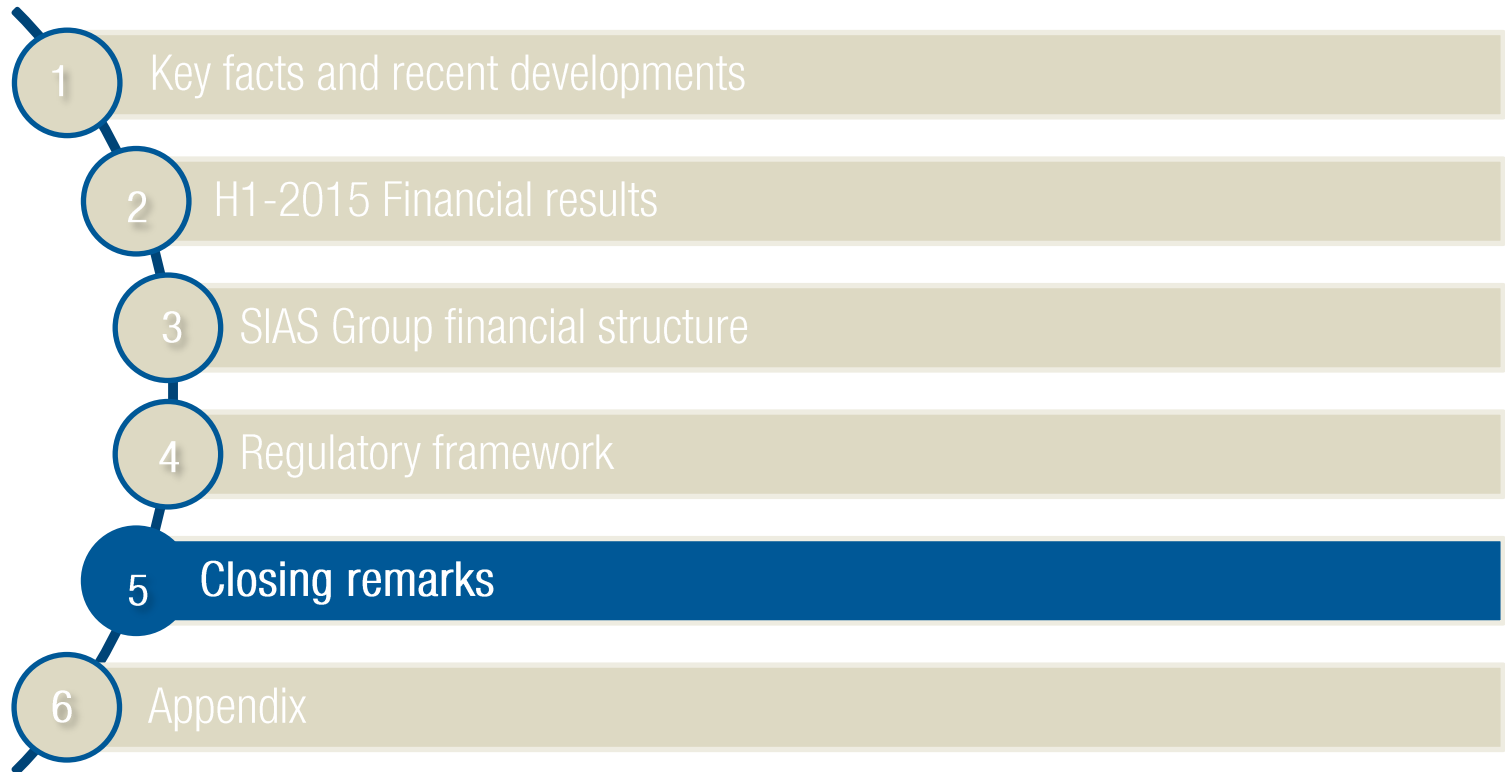 1 Key facts and recent developments
2 H1-2015 Financial results
3 SIAS Group financial structure
4 Regulatory framework
5 Closing remarks
6 Appendix